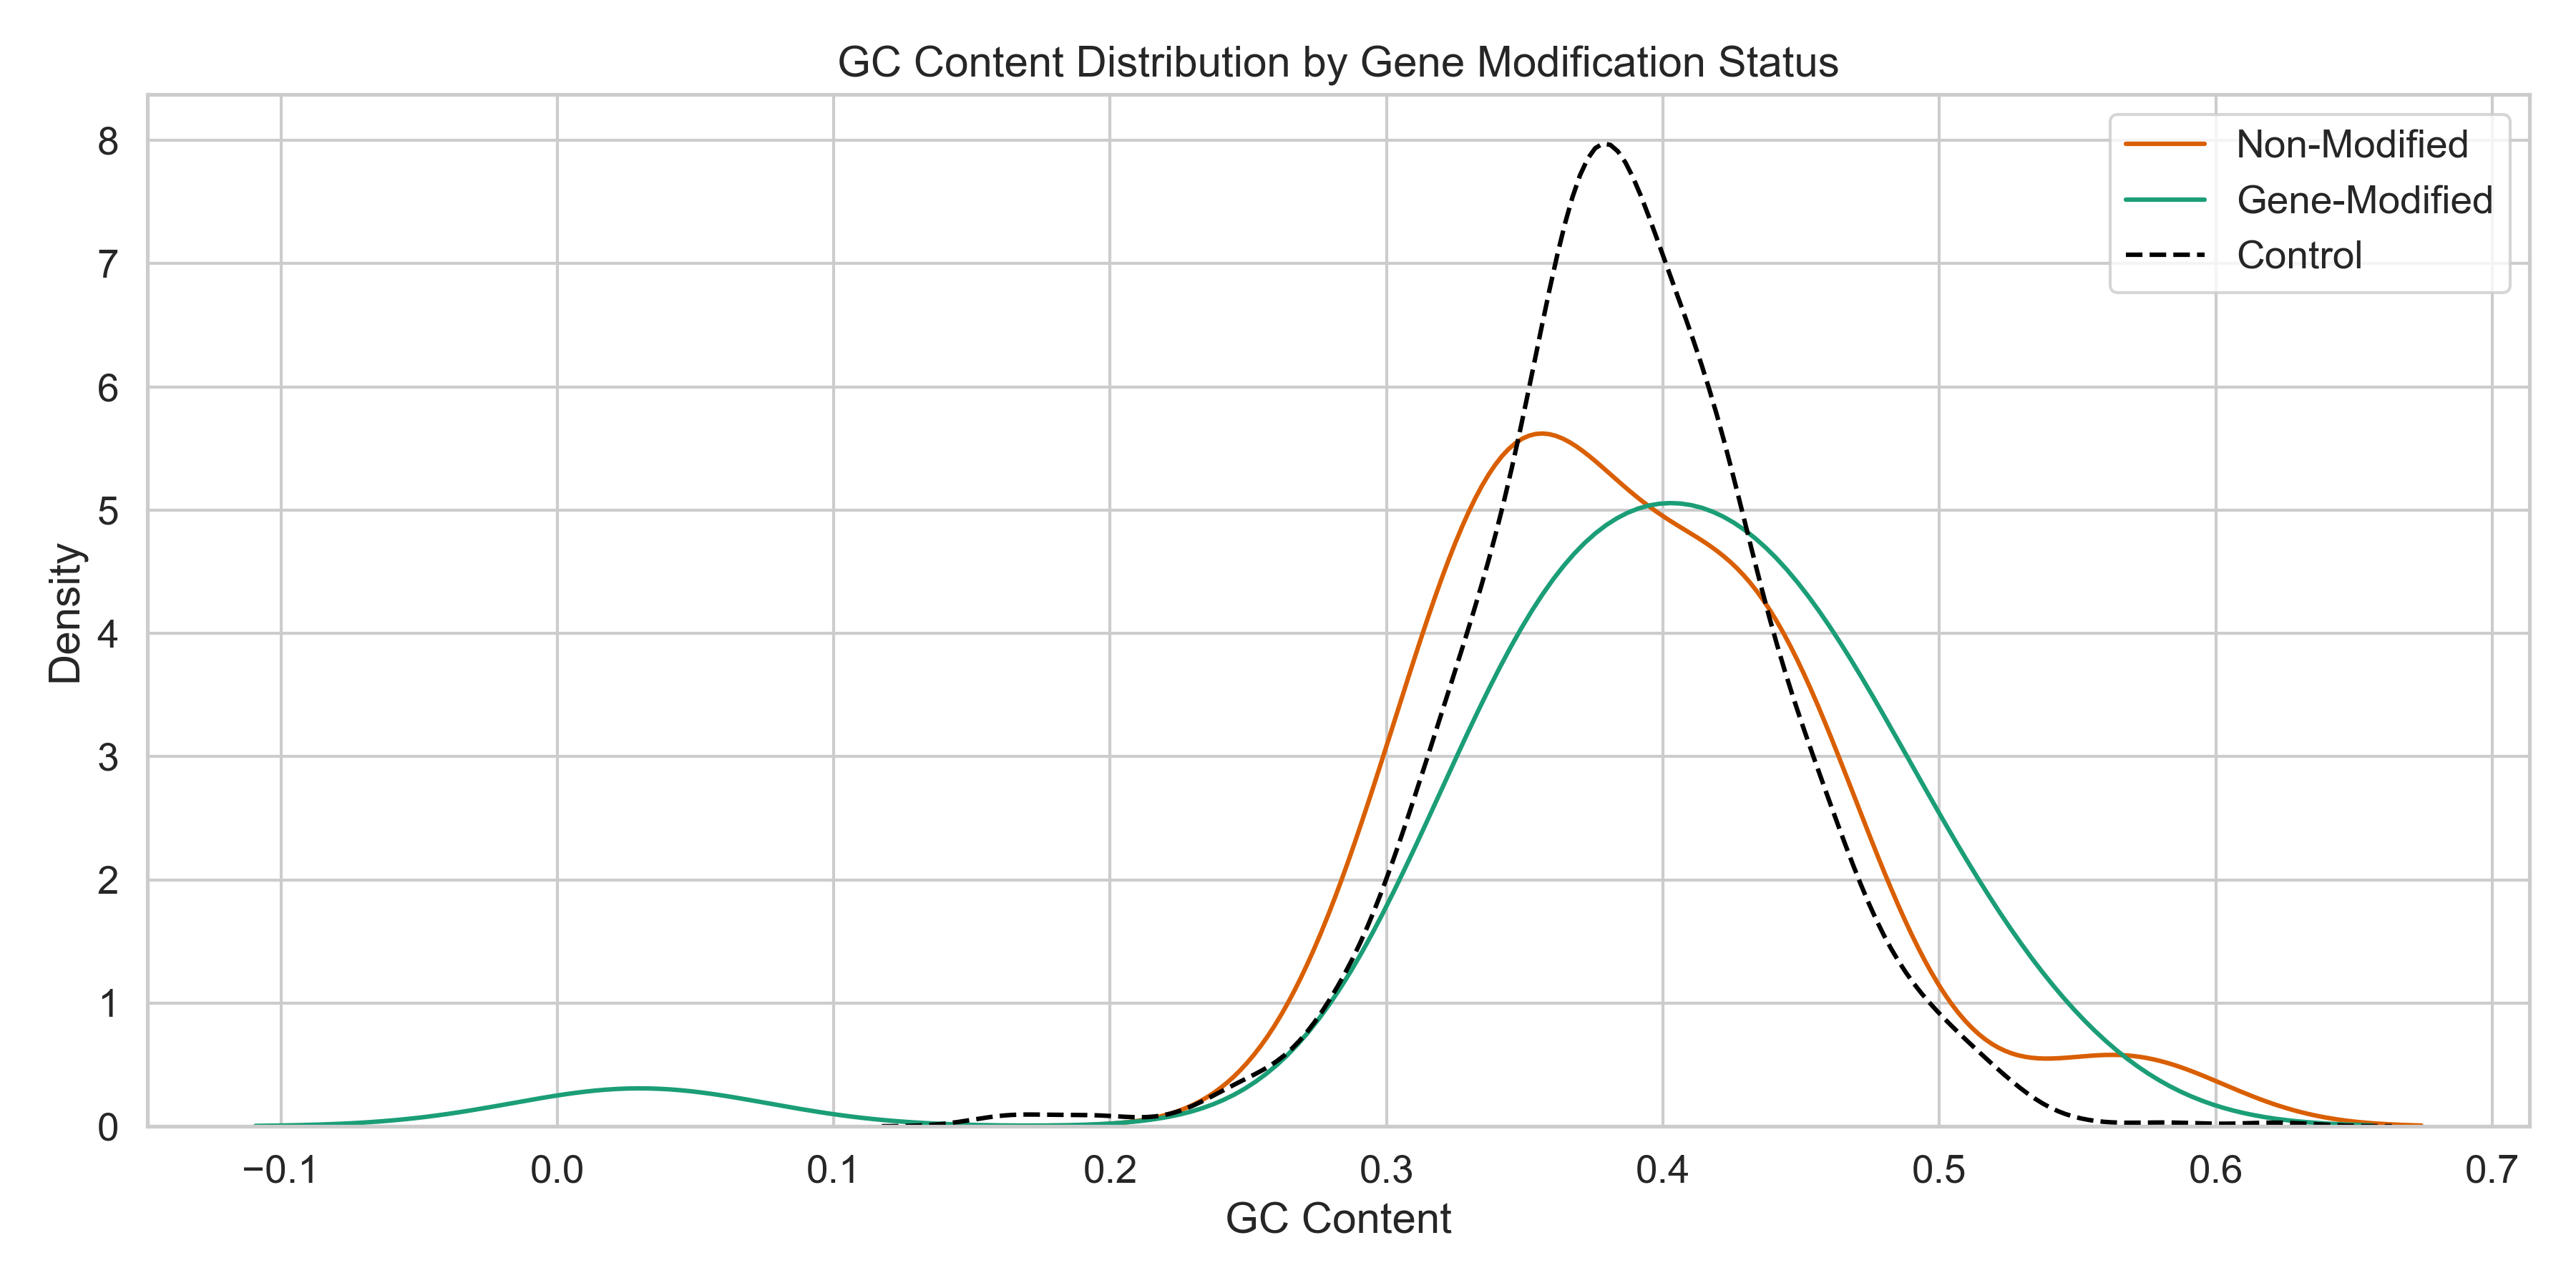 GC Content Distribution by Gene Modification Status
Non-Modified
Gene-Modified
Control
8
7
6
5
4
3
2
1
0
Density
−0.1 0.0 0.1 0.2 0.3 0.4 0.5 0.6 0.7
GC Content